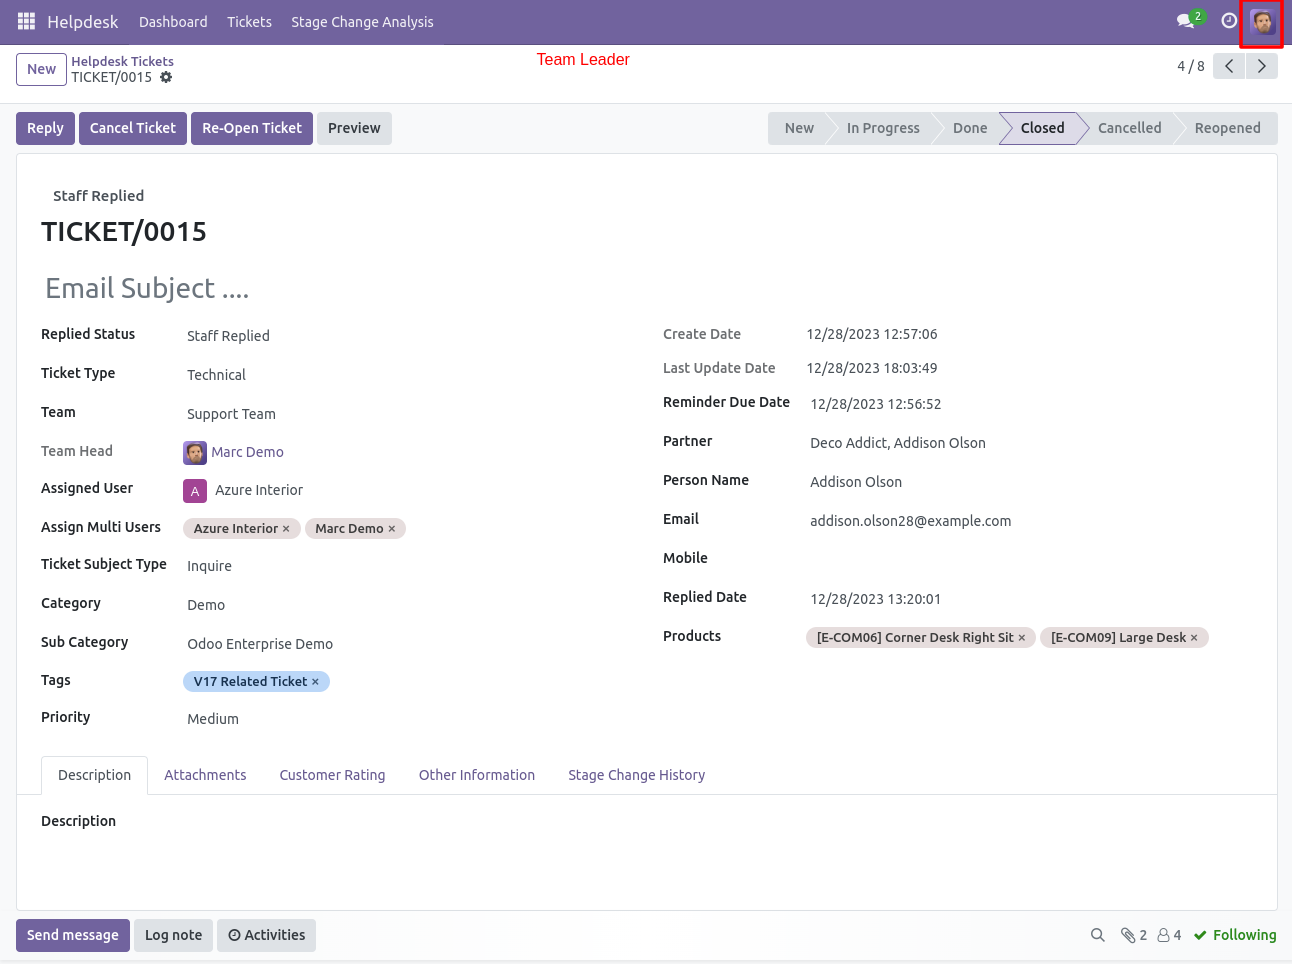 Helpdesk Dashboard Tickets Stage Change Analysis 2
Team Leader
New Helpdesk Tickets
TICKET/0015
4 / 8
Reply Cancel Ticket Re-Open Ticket Preview New In Progress Done Closed Cancelled Reopened
Staff Replied
TICKET/0015
Email Subject ....
Replied Status Staff Replied
Ticket Type Technical
Team Support Team
Team Head Marc Demo
Assigned User A Azure Interior
Assign Multi Users Azure Interior × Marc Demo ×
Ticket Subject Type Inquire
Category Demo
Sub Category Odoo Enterprise Demo
Tags V17 Related Ticket ×
Priority Medium
Create Date 12/28/2023 12:57:06
Last Update Date 12/28/2023 18:03:49
Reminder Due Date 12/28/2023 12:56:52
Partner Deco Addict, Addison Olson
Person Name Addison Olson
Email addison.olson28@example.com
Mobile
Replied Date 12/28/2023 13:20:01
Products [E-COM06] Corner Desk Right Sit × [E-COM09] Large Desk ×
Description Attachments Customer Rating Other Information Stage Change History
Description
Send message Log note Activities 2 4 Following